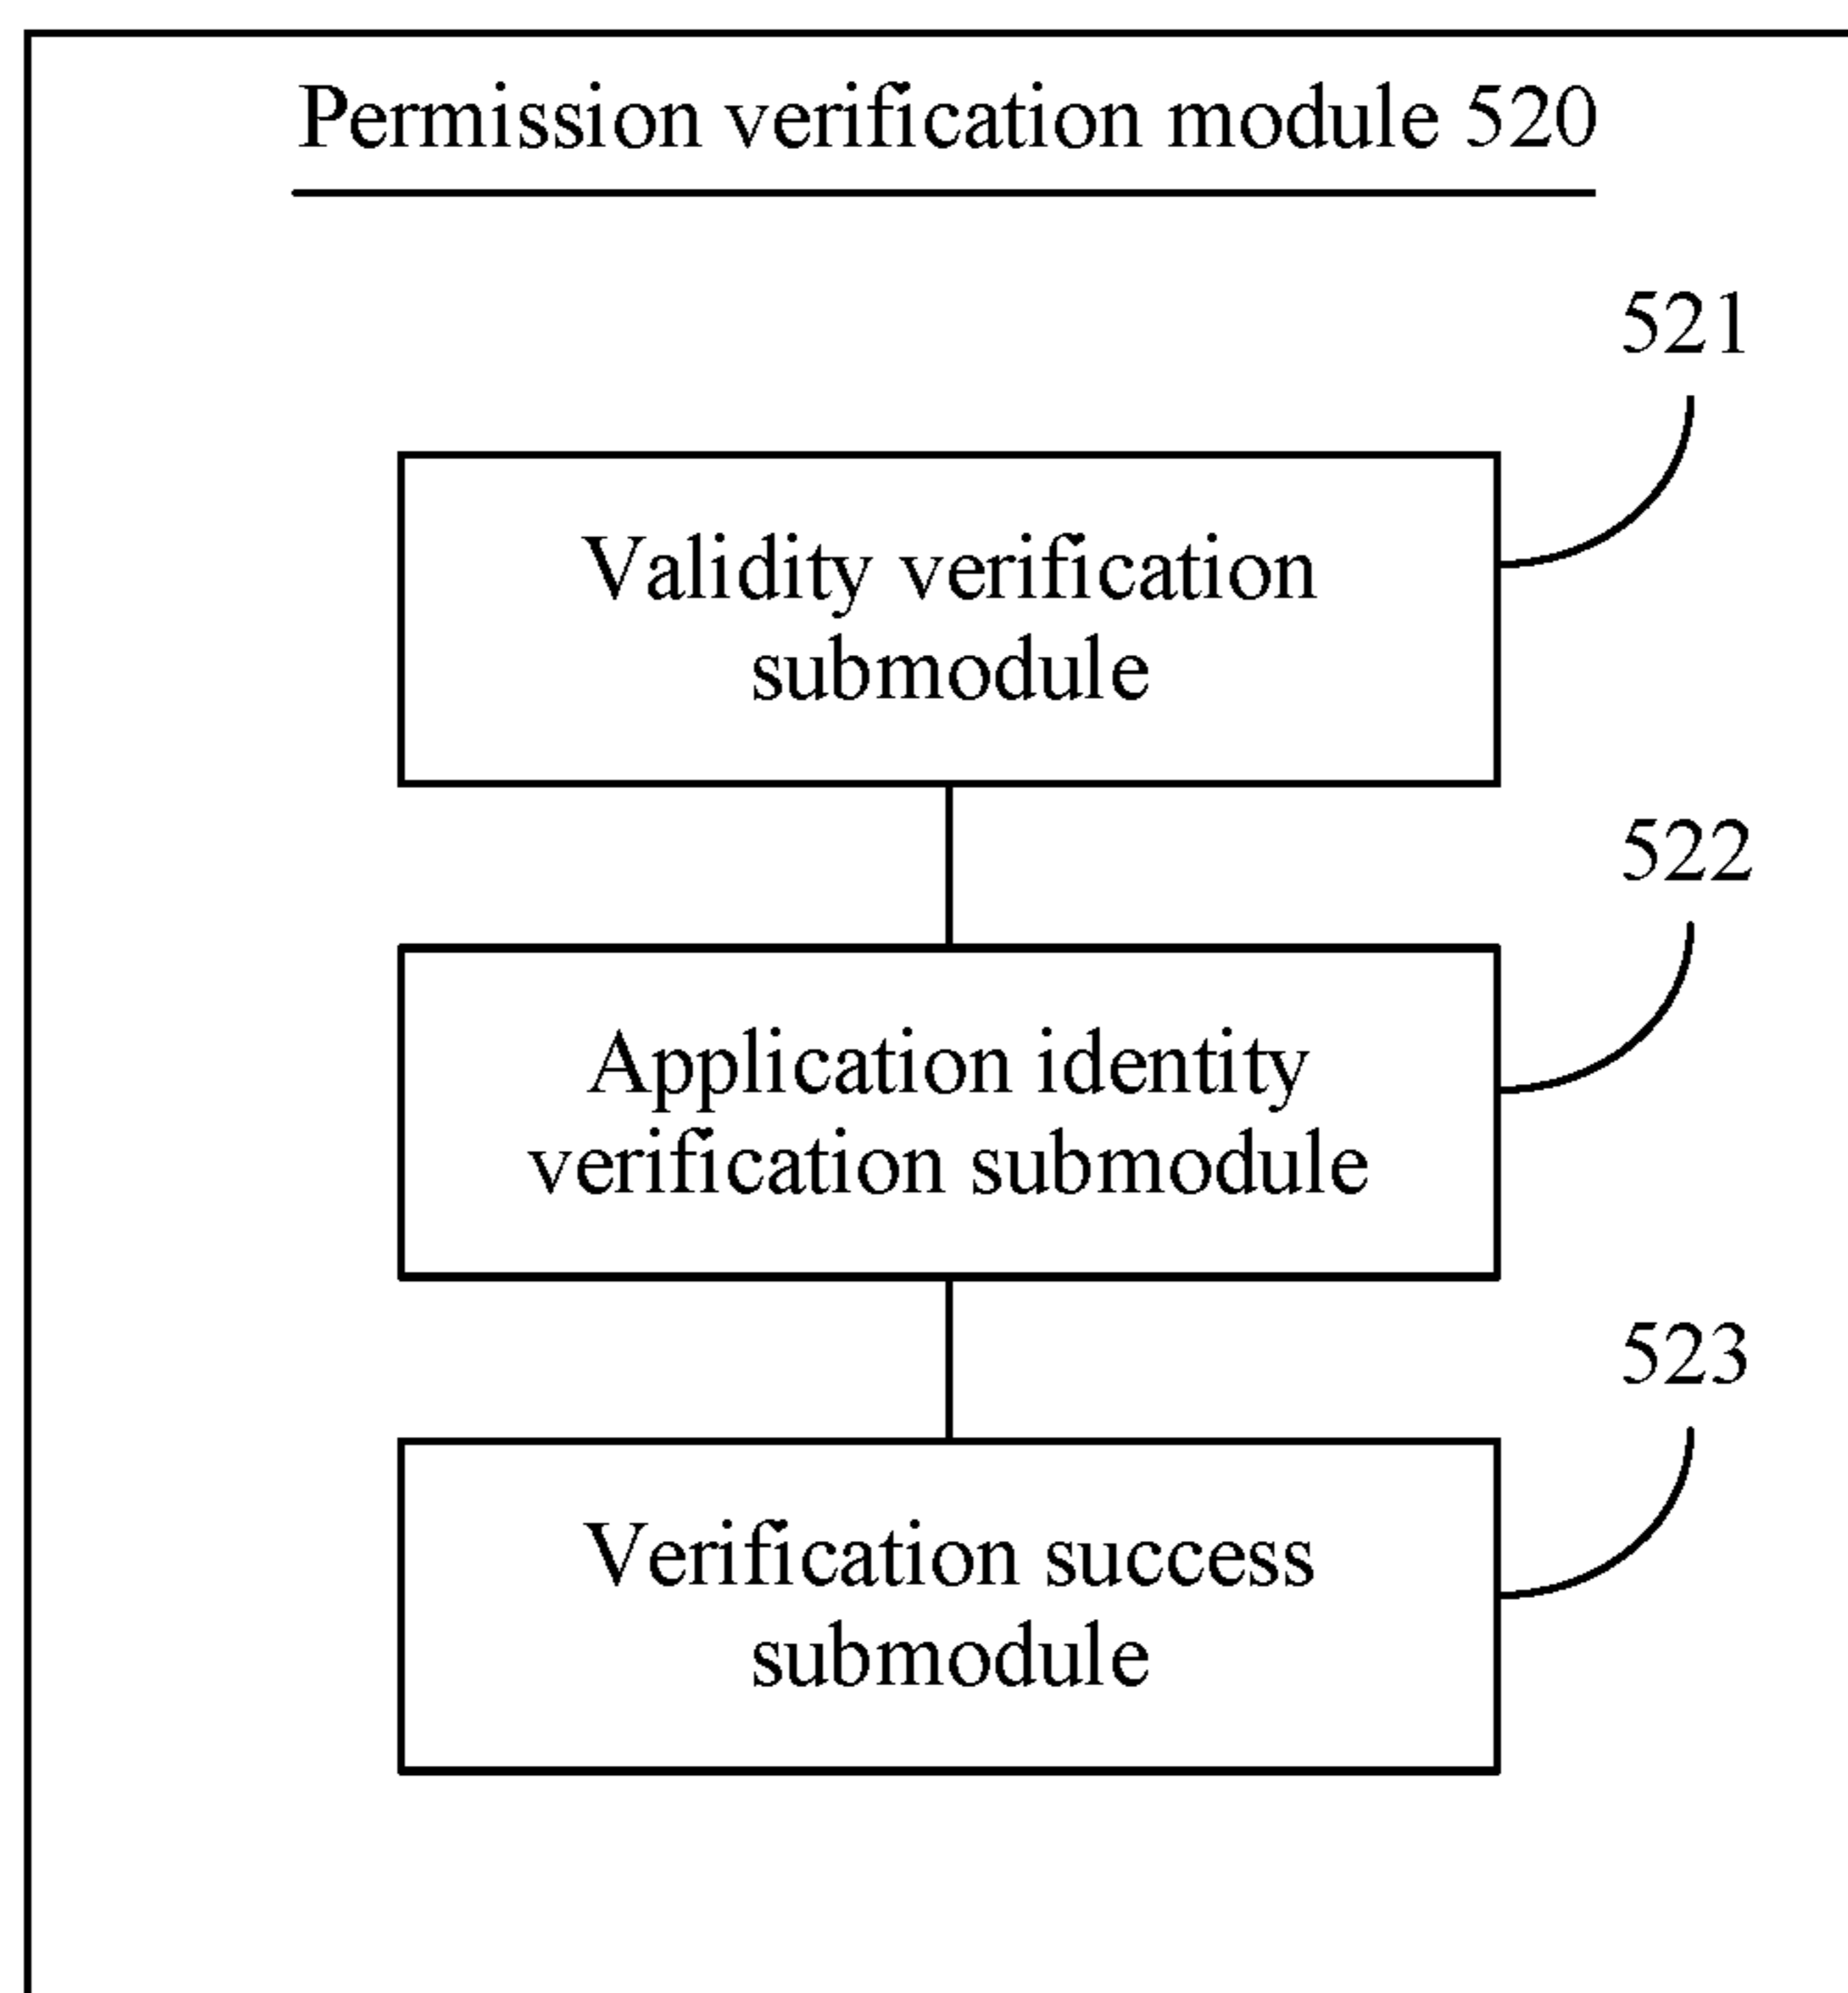 Permission verification module 520
521
Validity verification
submodule
522
Application identity
verification submodule
523
Verification success
submodule